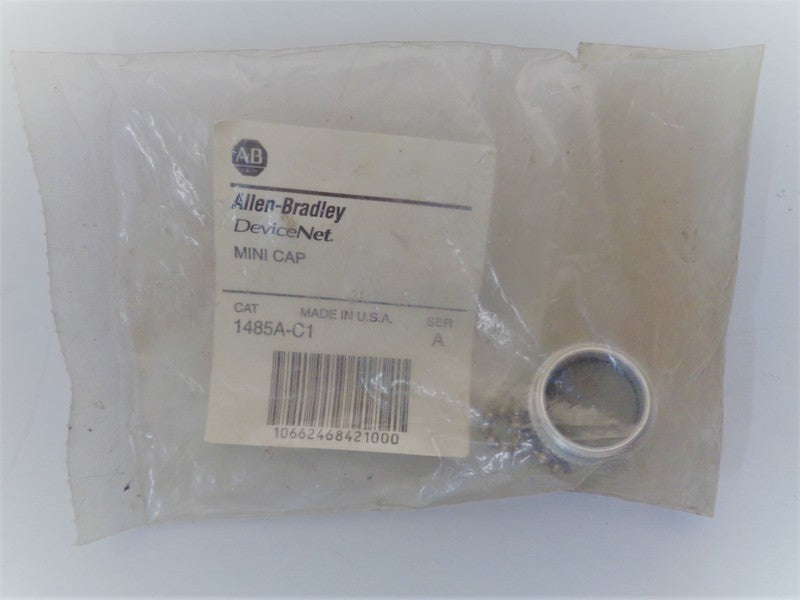 AB
Allen-Bradley
DeviceNet.
MINI CAP
CAT MADE IN U.S.A. SER
1485A-C1 A
10662468421000